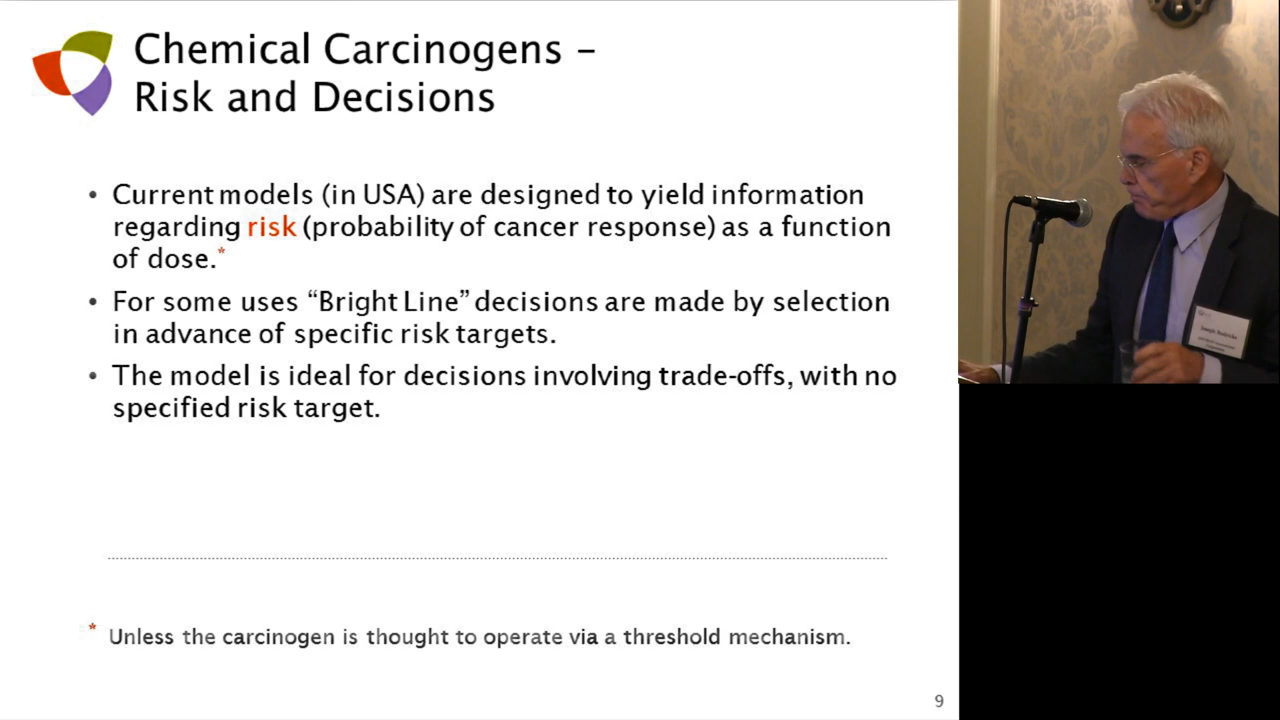 Chemical Carcinogens –
Risk and Decisions
• Current models (in USA) are designed to yield information
regarding risk (probability of cancer response) as a function
of dose.*
• For some uses “Bright Line” decisions are made by selection
in advance of specific risk targets.
• The model is ideal for decisions involving trade-offs, with no
specified risk target.
* Unless the carcinogen is thought to operate via a threshold mechanism.
9
Joseph Rodricks